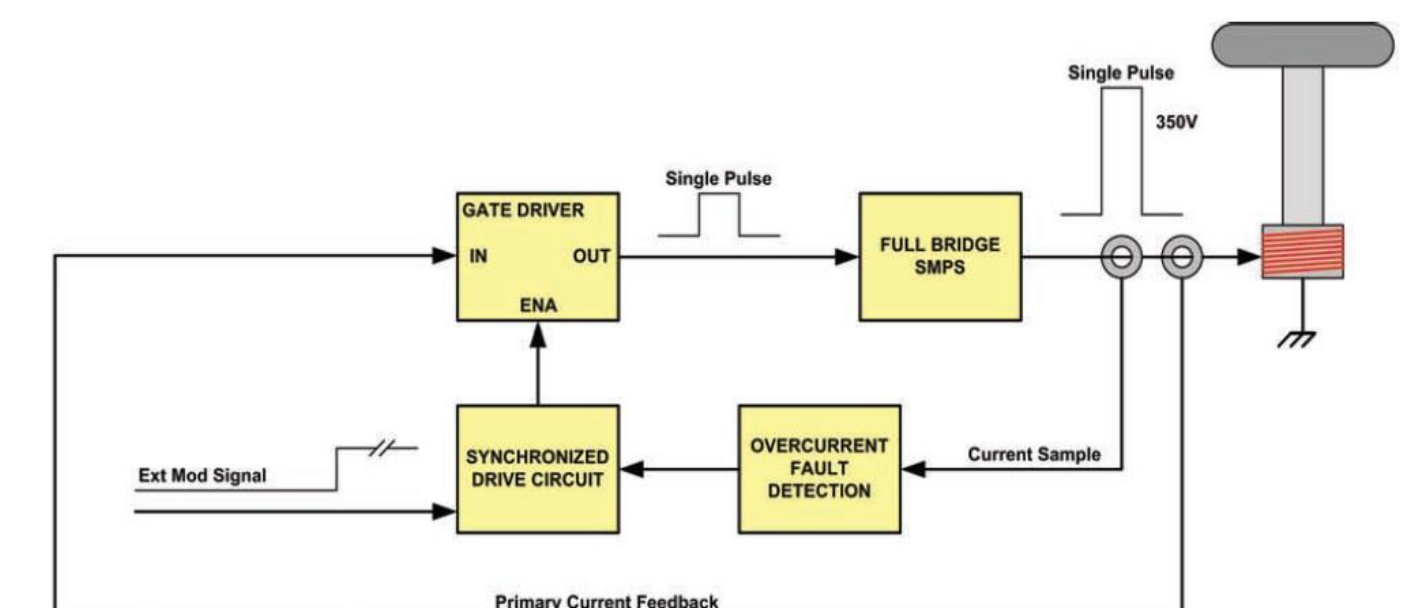 Single Pulse
350V
Single Pulse
GATE DRIVER
IN
OUT
ENA
FULL BRIDGE
SMPS
SYNCHRONIZED
DRIVE CIRCUIT
OVERCURRENT
FAULT
DETECTION
Current Sample
Ext Mod Signal
Primary Current Feedback